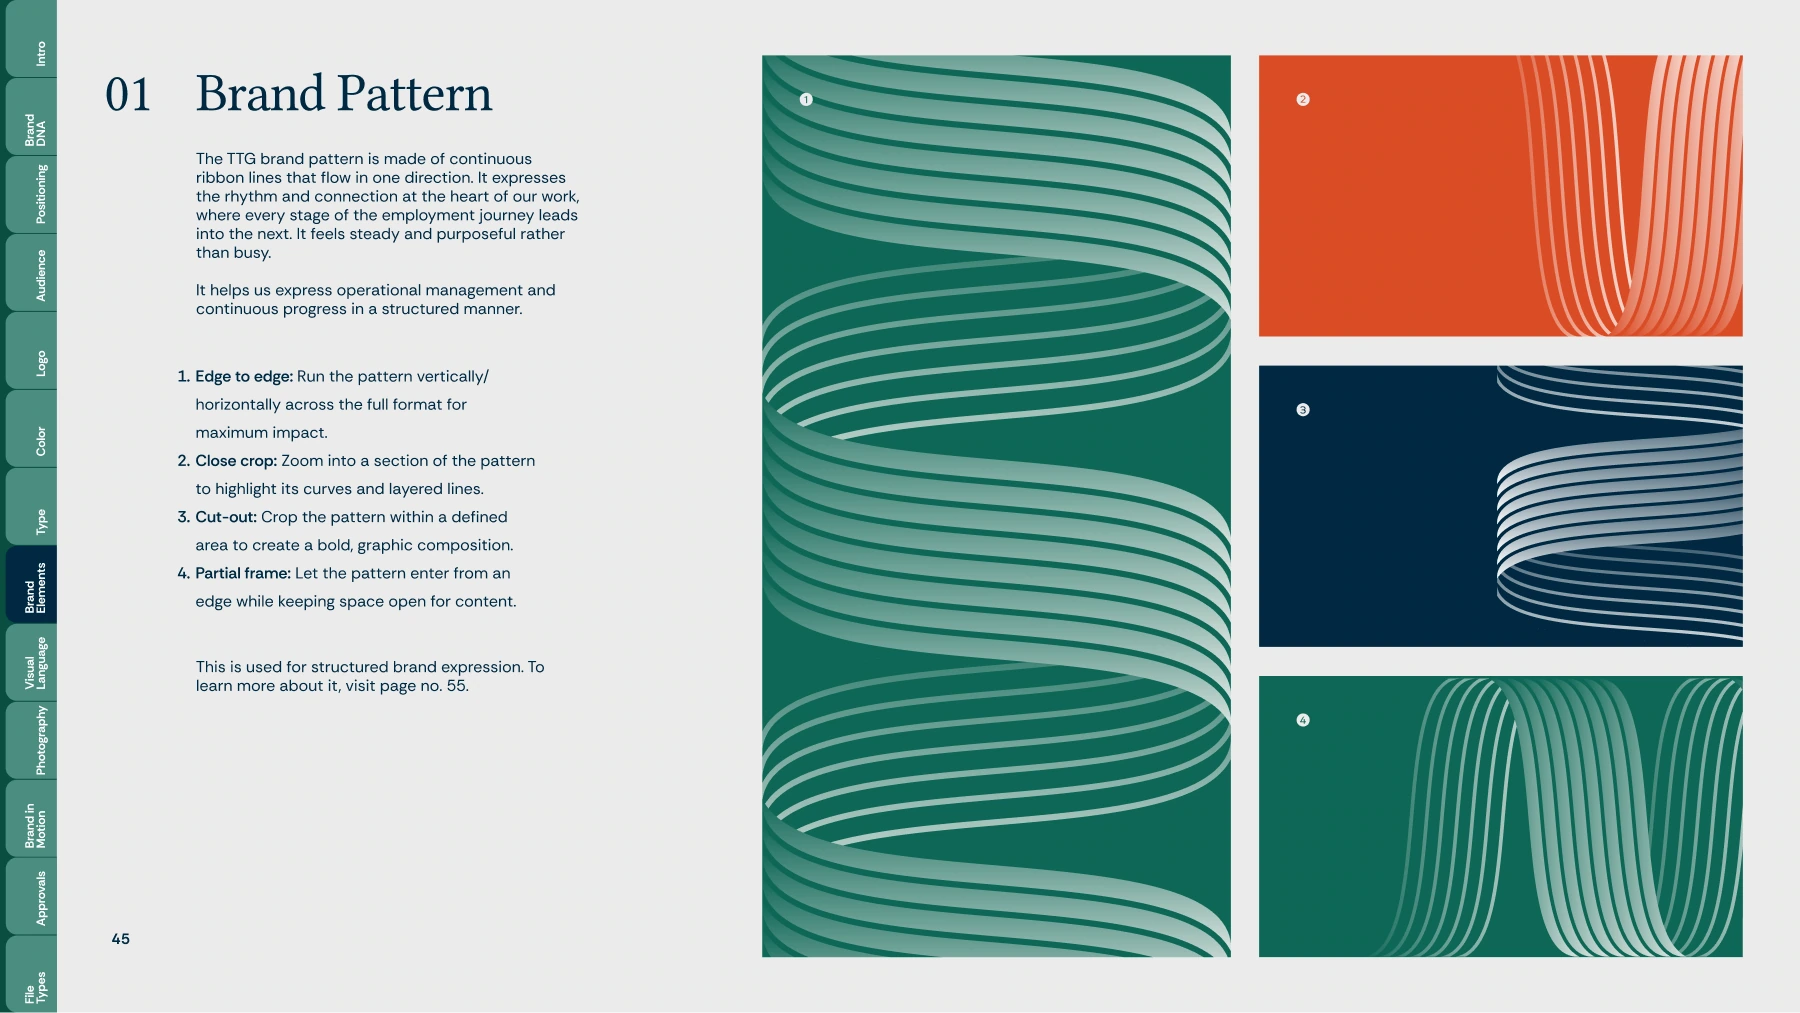 Intro
Brand
DNA
Positioning
Audience
Logo
Color
Type
Brand
Elements
Visual
Language
Photography
Brand in
Motion
Approvals
File
Types
01 Brand Pattern
The TTG brand pattern is made of continuous
ribbon lines that flow in one direction. It expresses
the rhythm and connection at the heart of our work,
where every stage of the employment journey leads
into the next. It feels steady and purposeful rather
than busy.
It helps us express operational management and
continuous progress in a structured manner.
1. Edge to edge: Run the pattern vertically/
horizontally across the full format for
maximum impact.
2. Close crop: Zoom into a section of the pattern
to highlight its curves and layered lines.
3. Cut-out: Crop the pattern within a defined
area to create a bold, graphic composition.
4. Partial frame: Let the pattern enter from an
edge while keeping space open for content.
This is used for structured brand expression. To
learn more about it, visit page no. 55.
45
1
2
3
4